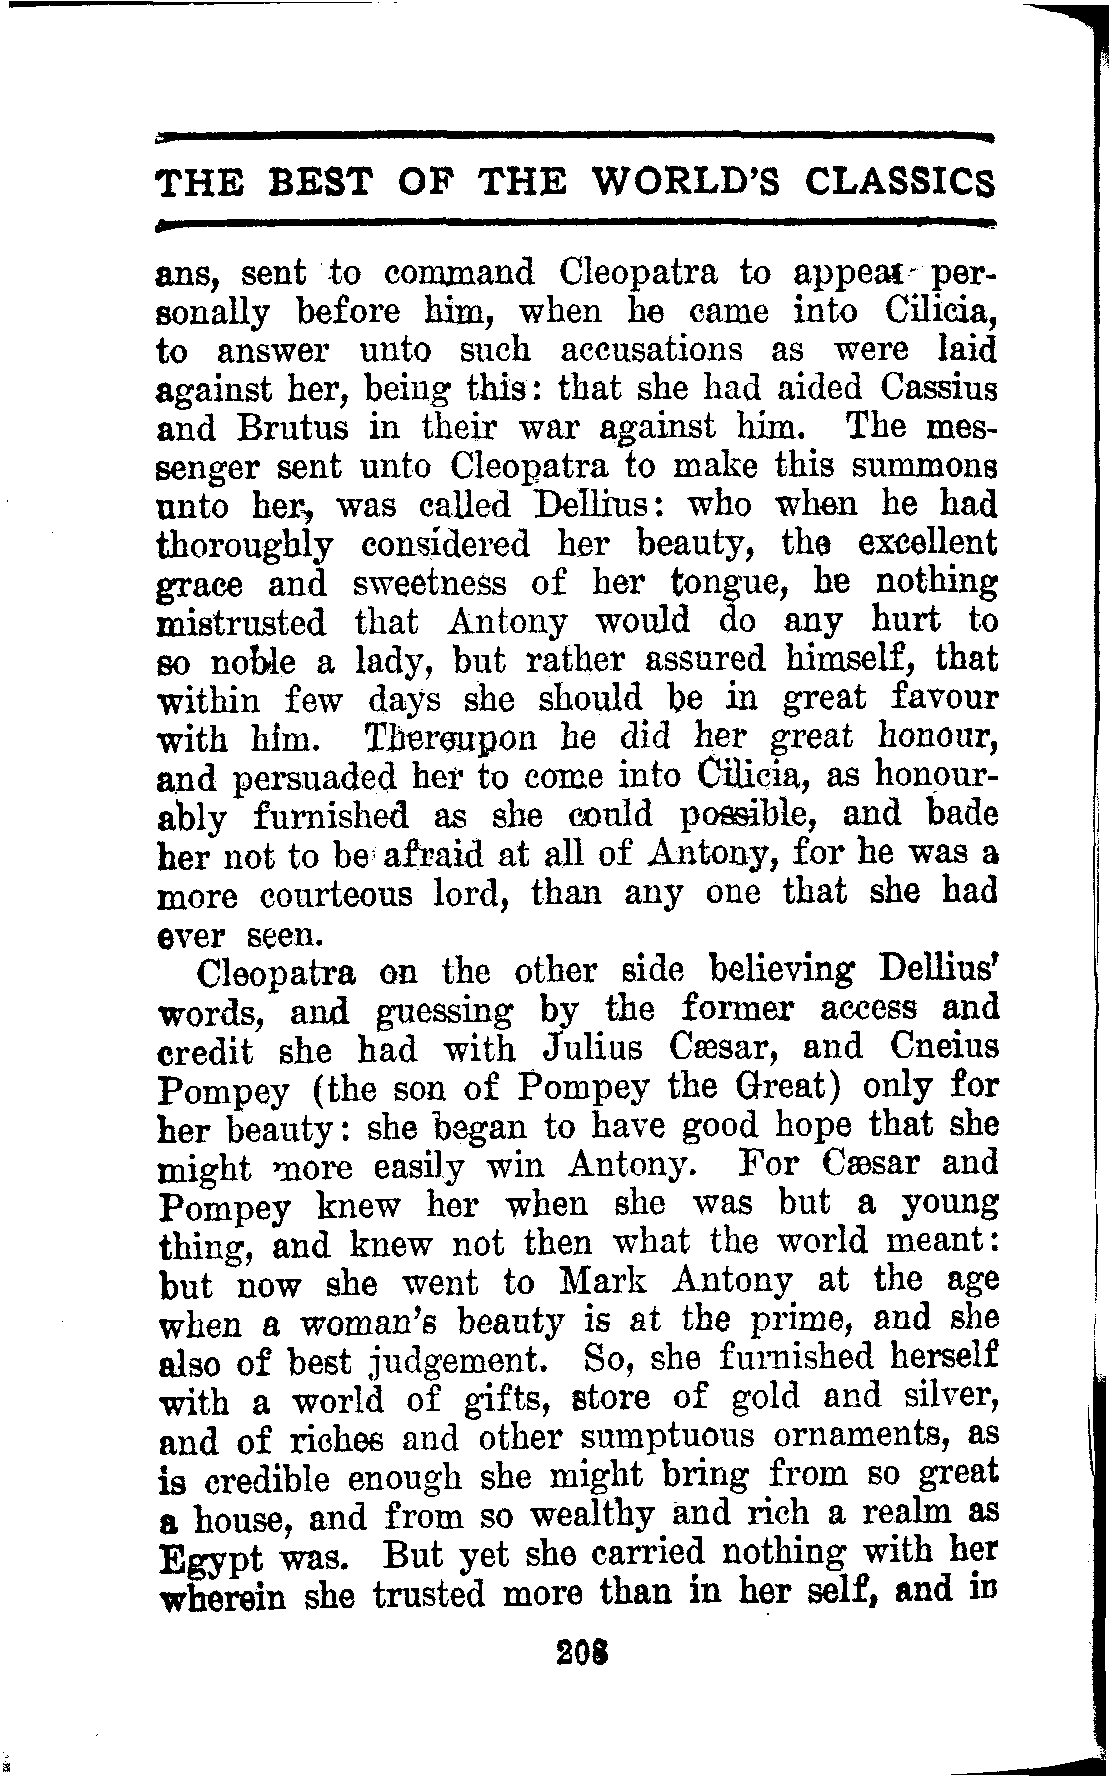 THE BEST OF THE WORLD'S CLASSICS
ans, sent to command Cleopatra to appear per-
sonally before him, when he came into Cilicia,
to answer unto such accusations as were laid
against her, being this: that she had aided Cassius
and Brutus in their war against him. The mes-
senger sent unto Cleopatra to make this summons
unto her, was called Dellius: who when he had
thoroughly considered her beauty, the excellent
grace and sweetness of her tongue, he nothing
mistrusted that Antony would do any hurt to
so noble a lady, but rather assured himself, that
within few days she should be in great favour
with him. Thereupon he did her great honour,
and persuaded her to come into Cilicia, as honour-
ably furnished as she could possible, and bade
her not to be afraid at all of Antony, for he was a
more courteous lord, than any one that she had
ever seen.
Cleopatra on the other side believing Dellius'
words, and guessing by the former access and
credit she had with Julius Cæsar, and Cneius
Pompey (the son of Pompey the Great) only for
her beauty: she began to have good hope that she
might more easily win Antony. For Cæsar and
Pompey knew her when she was but a young
thing, and knew not then what the world meant:
but now she went to Mark Antony at the age
when a woman's beauty is at the prime, and she
also of best judgement. So, she furnished herself
with a world of gifts, store of gold and silver,
and of riches and other sumptuous ornaments, as
is credible enough she might bring from so great
a house, and from so wealthy and rich a realm as
Egypt was. But yet she carried nothing with her
wherein she trusted more than in her self, and in
208